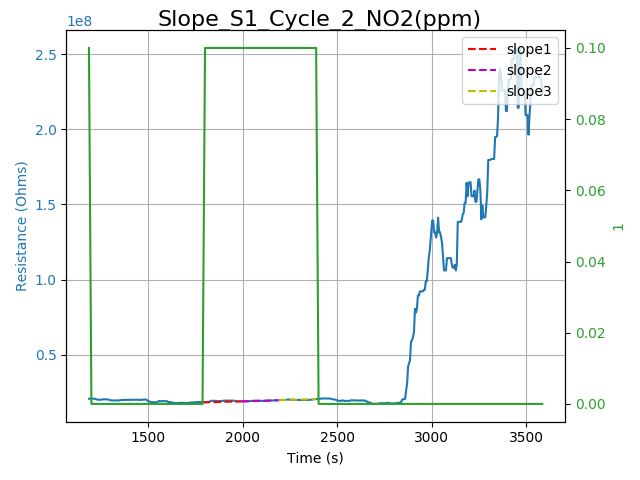 Slope_S1_Cycle_2_NO2(ppm)
1e8
2.5
2.0
1.5
1.0
0.5
Resistance (Ohms)
slope1
slope2
slope3
0.10
0.08
0.06
0.04
0.02
0.00
1
1500
2000
2500
3000
3500
Time (s)